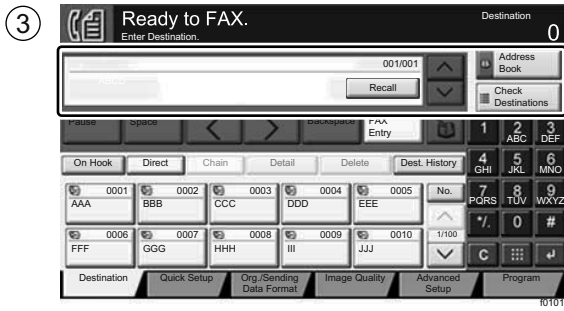 3
Ready to FAX.
Enter Destination.
Destination
0
001/001
Recall
Address
Book
Check
Destinations
Pause
Space
Backspace
FAX
Entry
1
2
ABC
3
DEF
On Hook
Direct
Chain
Detail
Delete
Dest. History
4
GHI
5
JKL
6
MNO
0001
AAA
0002
BBB
0003
CCC
0004
DDD
0005
EEE
No.
7
PQRS
8
TUV
9
WXYZ
0006
FFF
0007
GGG
0008
HHH
0009
III
0010
JJJ
1/100
*/.
0
#
C
Destination
Quick Setup
Org./Sending
Data Format
Image Quality
Advanced
Setup
Program
f0101